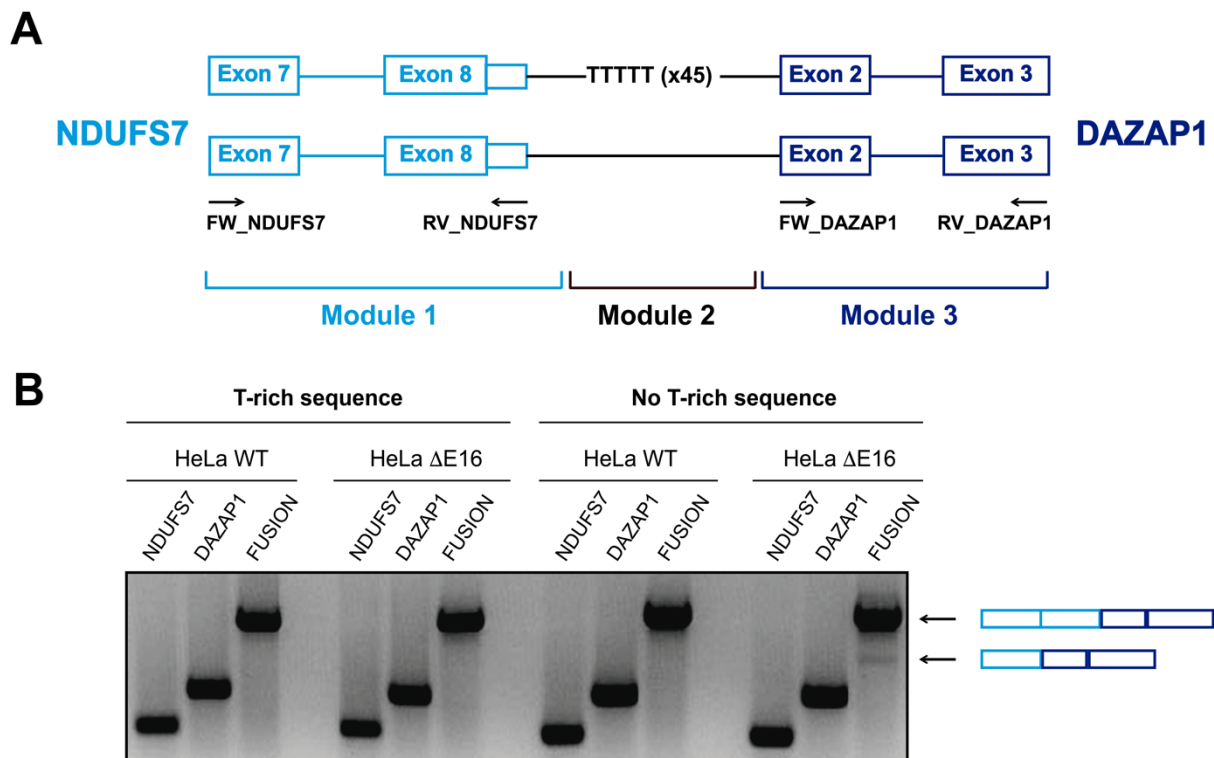 A
Exon 7 Exon 8 TTTTT (x45) Exon 2 Exon 3
NDUFS7 DAZAP1
Exon 7 Exon 8 Exon 2 Exon 3
FW_NDUFS7 RV_NDUFS7 FW_DAZAP1 RV_DAZAP1
Module 1 Module 2 Module 3
B
T-rich sequence No T-rich sequence
HeLa WT HeLa ΔE16 HeLa WT HeLa ΔE16
NDUFS7 DAZAP1 FUSION NDUFS7 DAZAP1 FUSION NDUFS7 DAZAP1 FUSION NDUFS7 DAZAP1 FUSION